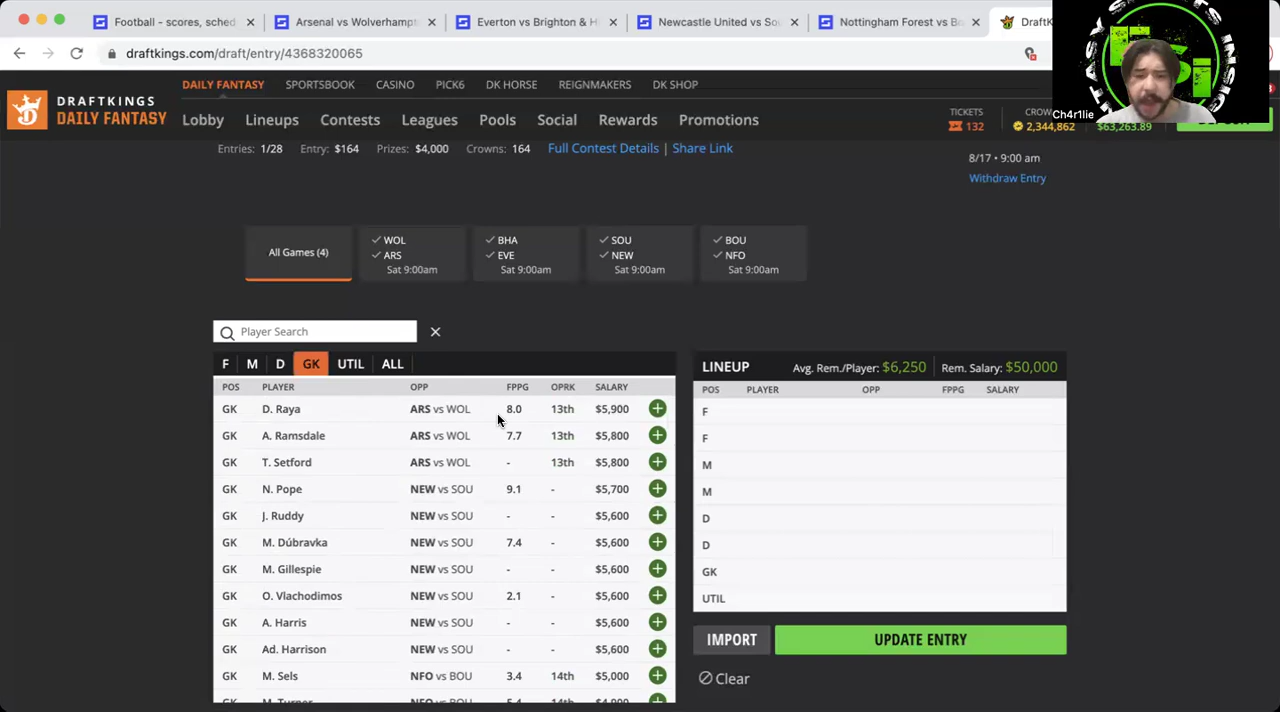 Football - scores, sched
Arsenal vs Wolverhampt
Everton vs Brighton & H
Newcastle United vs Sou
Nottingham Forest vs B
DraftK
draftkings.com/draft/entry/4368320065
DAILY FANTASY SPORTSBOOK CASINO PICK6 DK HORSE REIGNMAKERS DK SHOP
DRAFTKINGS
DAILY FANTASY
Lobby Lineups Contests Leagues Pools Social Rewards Promotions
TICKETS
132
CROW
2,344,862
$63,263.89
Ch4r1lie
Entries: 1/28 Entry: $164 Prizes: $4,000 Crowns: 164 Full Contest Details | Share Link
8/17 • 9:00 am
Withdraw Entry
All Games (4)
WOL
ARS
Sat 9:00am
BHA
EVE
Sat 9:00am
SOU
NEW
Sat 9:00am
BOU
NFO
Sat 9:00am
Player Search
F M D GK UTIL ALL
POS PLAYER OPP FPPG OPRK SALARY
GK D. Raya ARS vs WOL 8.0 13th $5,900
GK A. Ramsdale ARS vs WOL 7.7 13th $5,800
GK T. Setford ARS vs WOL - 13th $5,800
GK N. Pope NEW vs SOU 9.1 - $5,700
GK J. Ruddy NEW vs SOU - - $5,600
GK M. Dúbravka NEW vs SOU 7.4 - $5,600
GK M. Gillespie NEW vs SOU - - $5,600
GK O. Vlachodimos NEW vs SOU 2.1 - $5,600
GK A. Harris NEW vs SOU - - $5,600
GK Ad. Harrison NEW vs SOU - - $5,600
GK M. Sels NFO vs BOU 3.4 14th $5,000
LINEUP Avg. Rem./Player: $6,250 Rem. Salary: $50,000
POS PLAYER OPP FPPG SALARY
F
F
M
M
D
D
GK
UTIL
IMPORT
UPDATE ENTRY
Clear